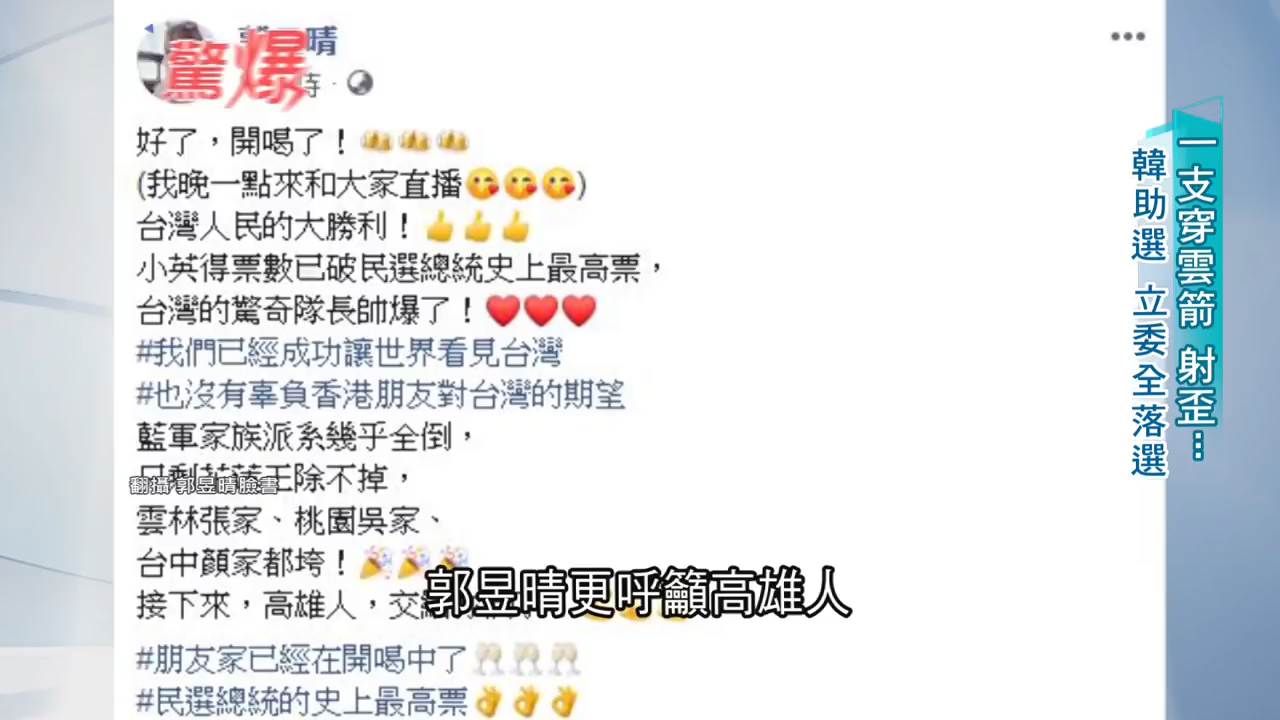 驚爆
晴
好了，開喝了！
(我晚一點來和大家直播)
台灣人民的大勝利！
小英得票數已破民選總統史上最高票，
台灣的驚奇隊長帥爆了！
#我們已經成功讓世界看見台灣
#也沒有辜負香港朋友對台灣的期望
藍軍家族派系幾乎全倒，
王除不掉，
翻攝 郭昱晴臉書
雲林張家、桃園吳家、
台中顏家都垮！
接下來，高雄人，交
郭昱晴更呼籲高雄人
#朋友家已經在開喝中了
#民選總統的史上最高票
一支穿雲箭 射歪…
韓助選 立委全落選